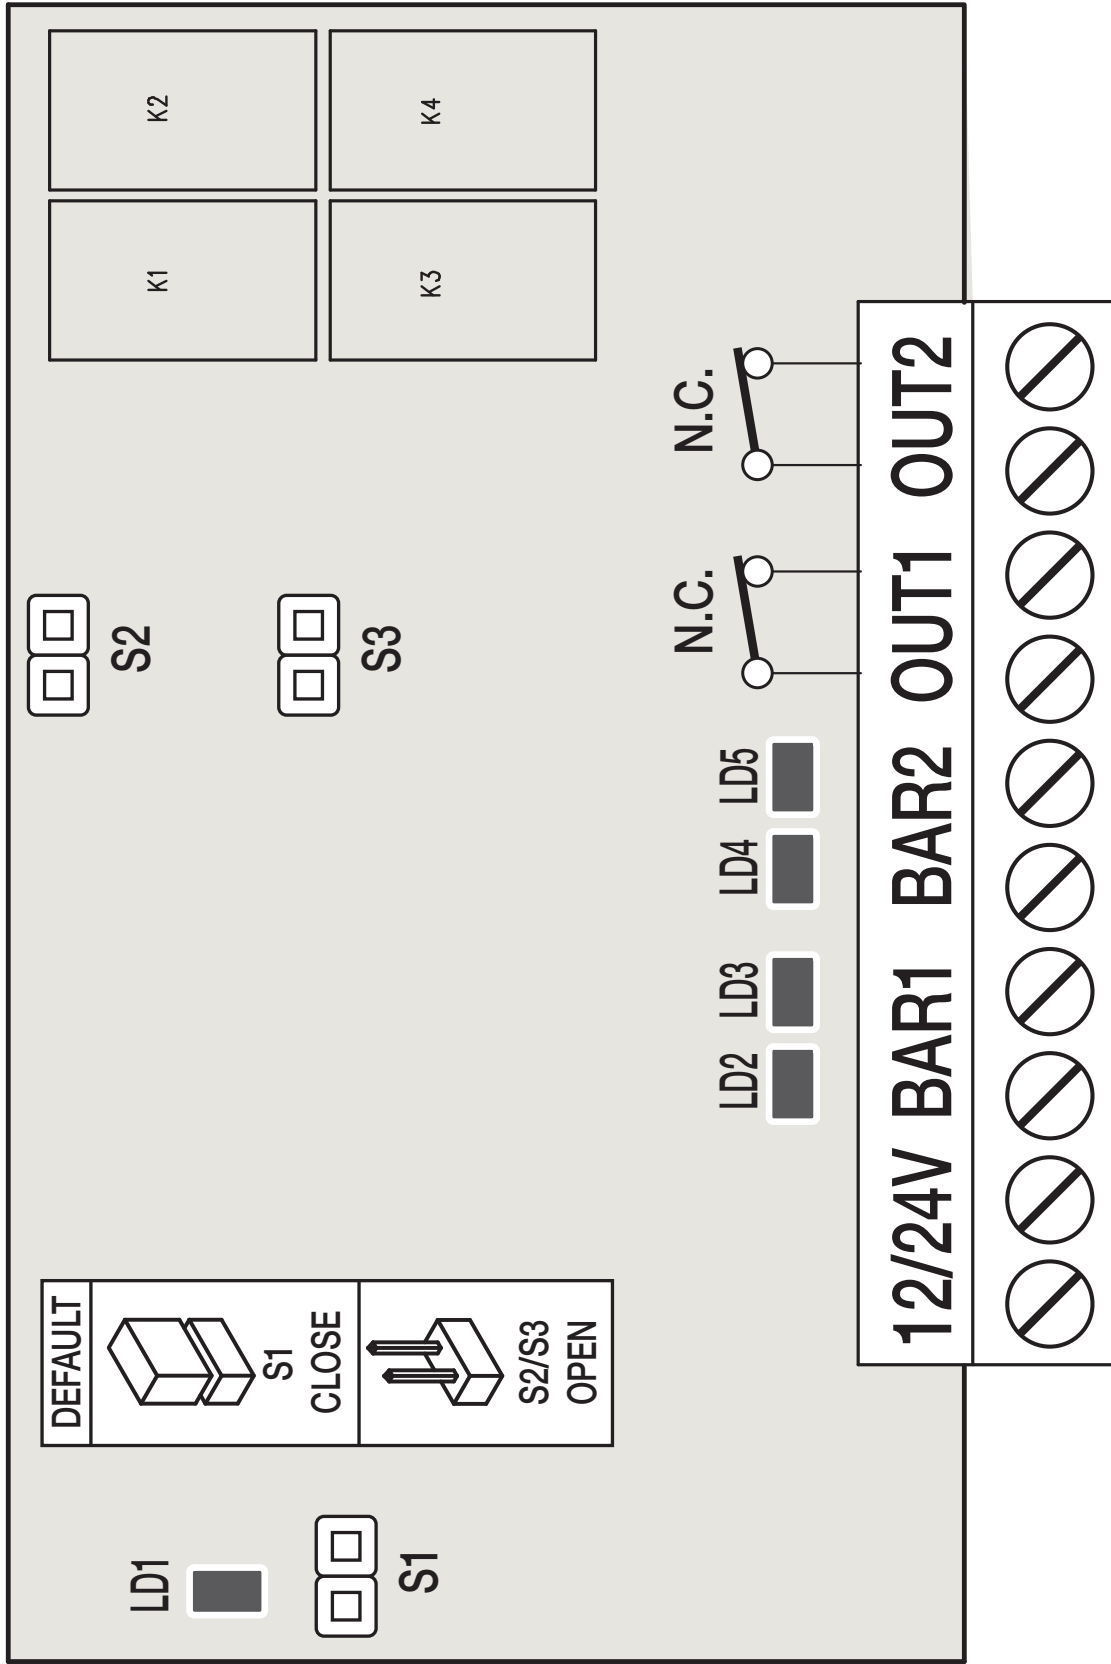 K2
K4
K1
K3
S2
S3
N.C.
N.C.
LD5
LD4
LD3
LD2
12/24V BAR1 BAR2 OUT1 OUT2
DEFAULT
S1
CLOSE
S2/S3
OPEN
LD1
S1